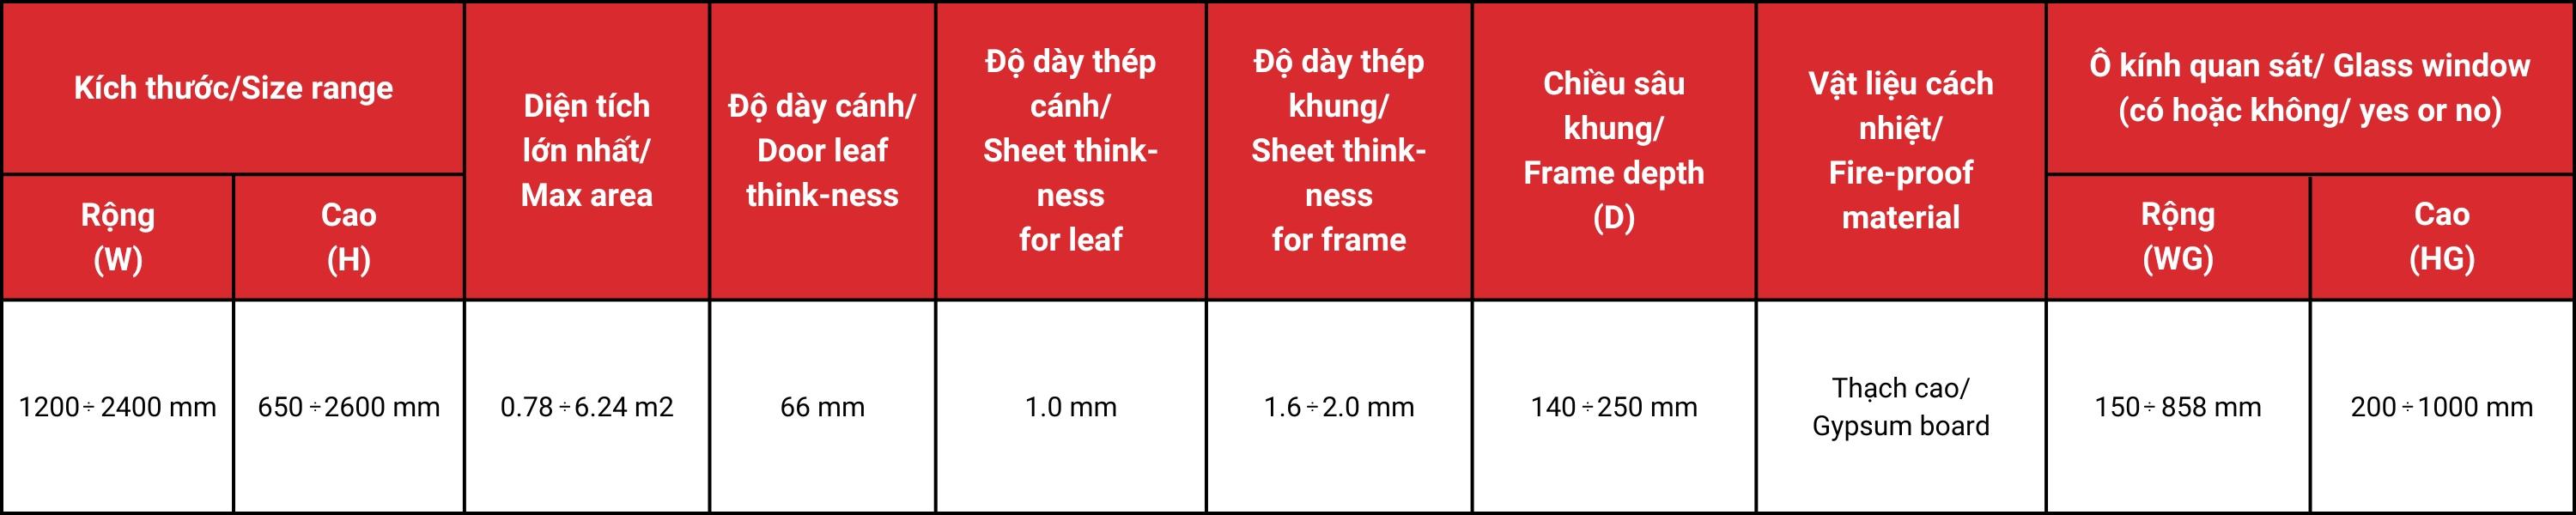 Kích thước/Size range
Rộng
(W)
Cao
(H)
Diện tích
lớn nhất/
Max area
Độ dày cánh/
Door leaf
think-ness
Độ dày thép
cánh/
Sheet think-
ness
for leaf
Độ dày thép
khung/
Sheet think-
ness
for frame
Chiều sâu
khung/
Frame depth
(D)
Vật liệu cách
nhiệt/
Fire-proof
material
Ô kính quan sát/ Glass window
(có hoặc không/ yes or no)
Rộng
(WG)
Cao
(HG)
1200÷2400 mm
650÷2600 mm
0.78÷6.24 m2
66 mm
1.0 mm
1.6÷2.0 mm
140÷250 mm
Thạch cao/
Gypsum board
150÷858 mm
200÷1000 mm